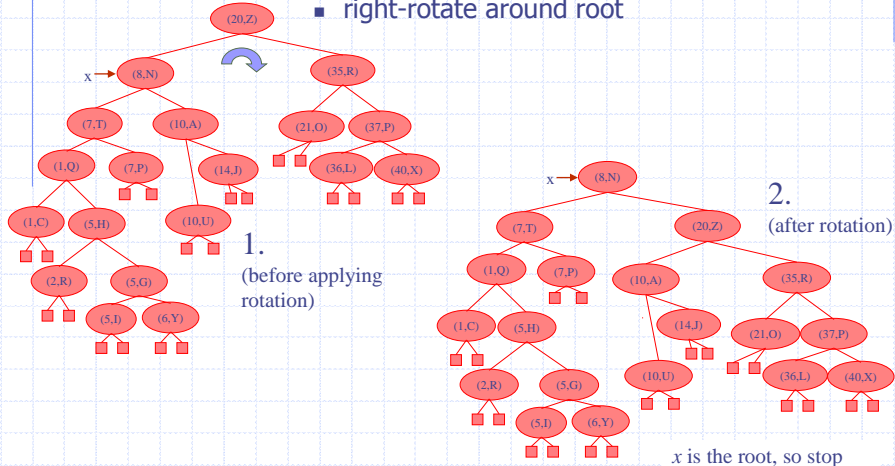 right-rotate around root
(20,Z)
x
(8,N)
(35,R)
(7,T)
(10,A)
(21,O)
(37,P)
(1,Q)
(7,P)
(14,J)
(36,L)
(40,X)
(1,C)
(5,H)
(10,U)
(2,R)
(5,G)
(5,I)
(6,Y)
1.
(before applying
rotation)
x
(8,N)
2.
(after rotation)
(7,T)
(20,Z)
(1,Q)
(7,P)
(10,A)
(35,R)
(1,C)
(5,H)
(14,J)
(21,O)
(37,P)
(2,R)
(5,G)
(10,U)
(36,L)
(40,X)
(5,I)
(6,Y)
x is the root, so stop